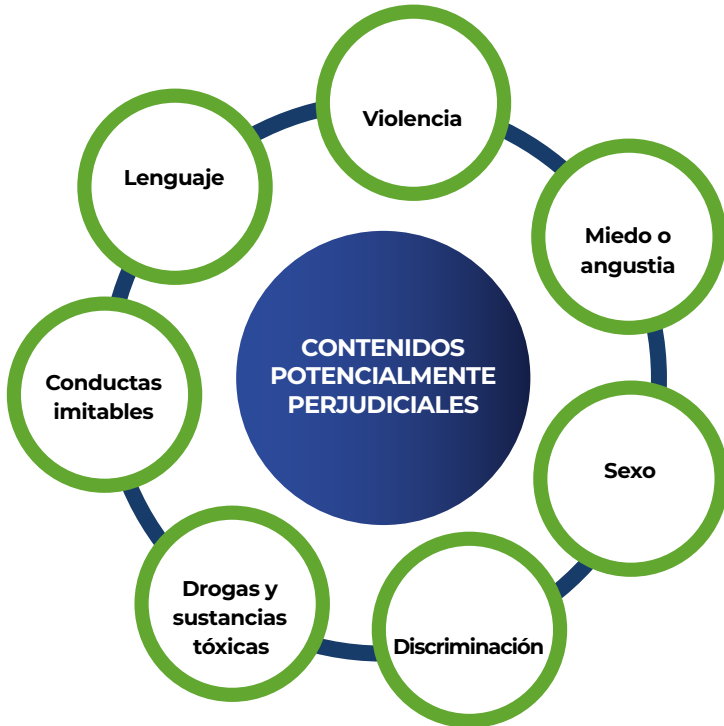 CONTENIDOS
POTENCIALMENTE
PERJUDICIALES
Violencia
Miedo o
angustia
Sexo
Discriminación
Drogas y
sustancias
tóxicas
Conductas
imitables
Lenguaje